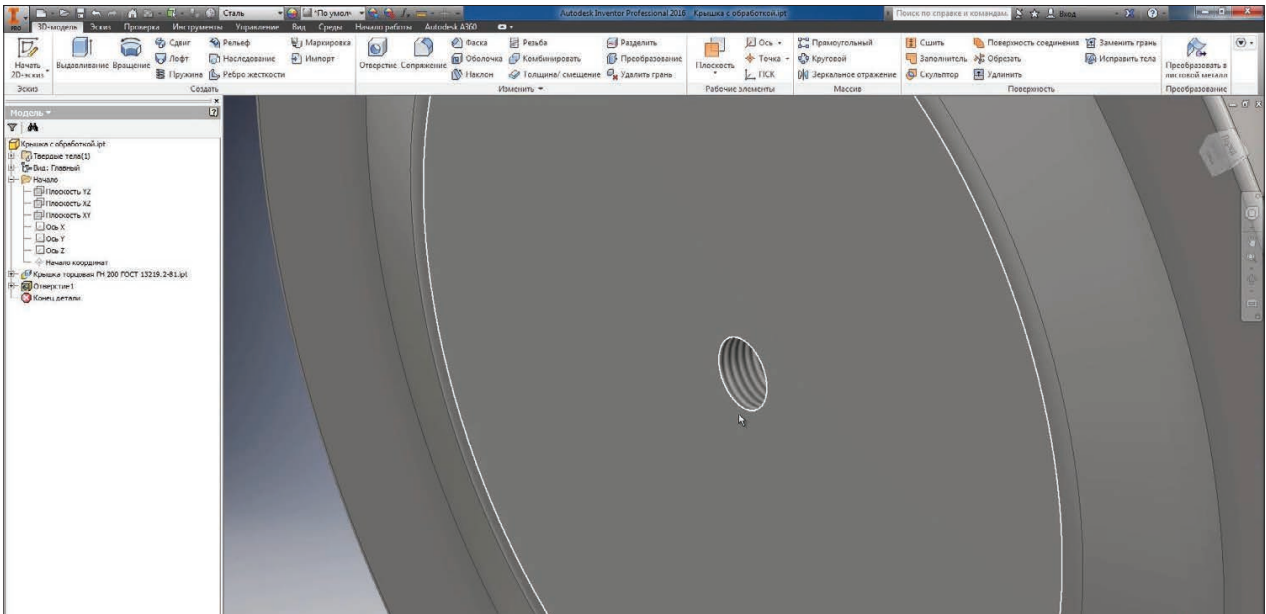 Сталь
*По умолч
Autodesk Inventor Professional 2016 Крышка с обработкой.ipt
Поиск по справке и командам.
Вход
3D-модель Эскиз Проверка Инструменты Управление Вид Среды Начало работы Autodesk A360
Начать 2D-эскиз
Выдавливание Вращение
Сдвиг Рельеф Маркировка
Лофт Наследование Импорт
Пружина Ребро жесткости
Отверстие Сопряжение
Фаска Резьба Разделить
Оболочка Комбинировать Преобразование
Наклон Толщина/ смещение Удалить грань
Плоскость
Ось
Точка
ПСК
Прямоугольный
Круговой
Зеркальное отражение
Сшить Поверхность соединения Заменить грань
Заполнитель Обрезать Исправить тела
Скульптор Удлинить
Преобразовать в листовой металл
Эскиз Создать Изменить Рабочие элементы Массив Поверхность Преобразование
Модель
Крышка с обработкой.ipt
Твердые тела(1)
Вид: Главный
Начало
Плоскость YZ
Плоскость XZ
Плоскость XY
Ось X
Ось Y
Ось Z
Начало координат
Крышка торцовая ГН 200 ГОСТ 13219.2-81.ipt
Отверстие1
Конец детали